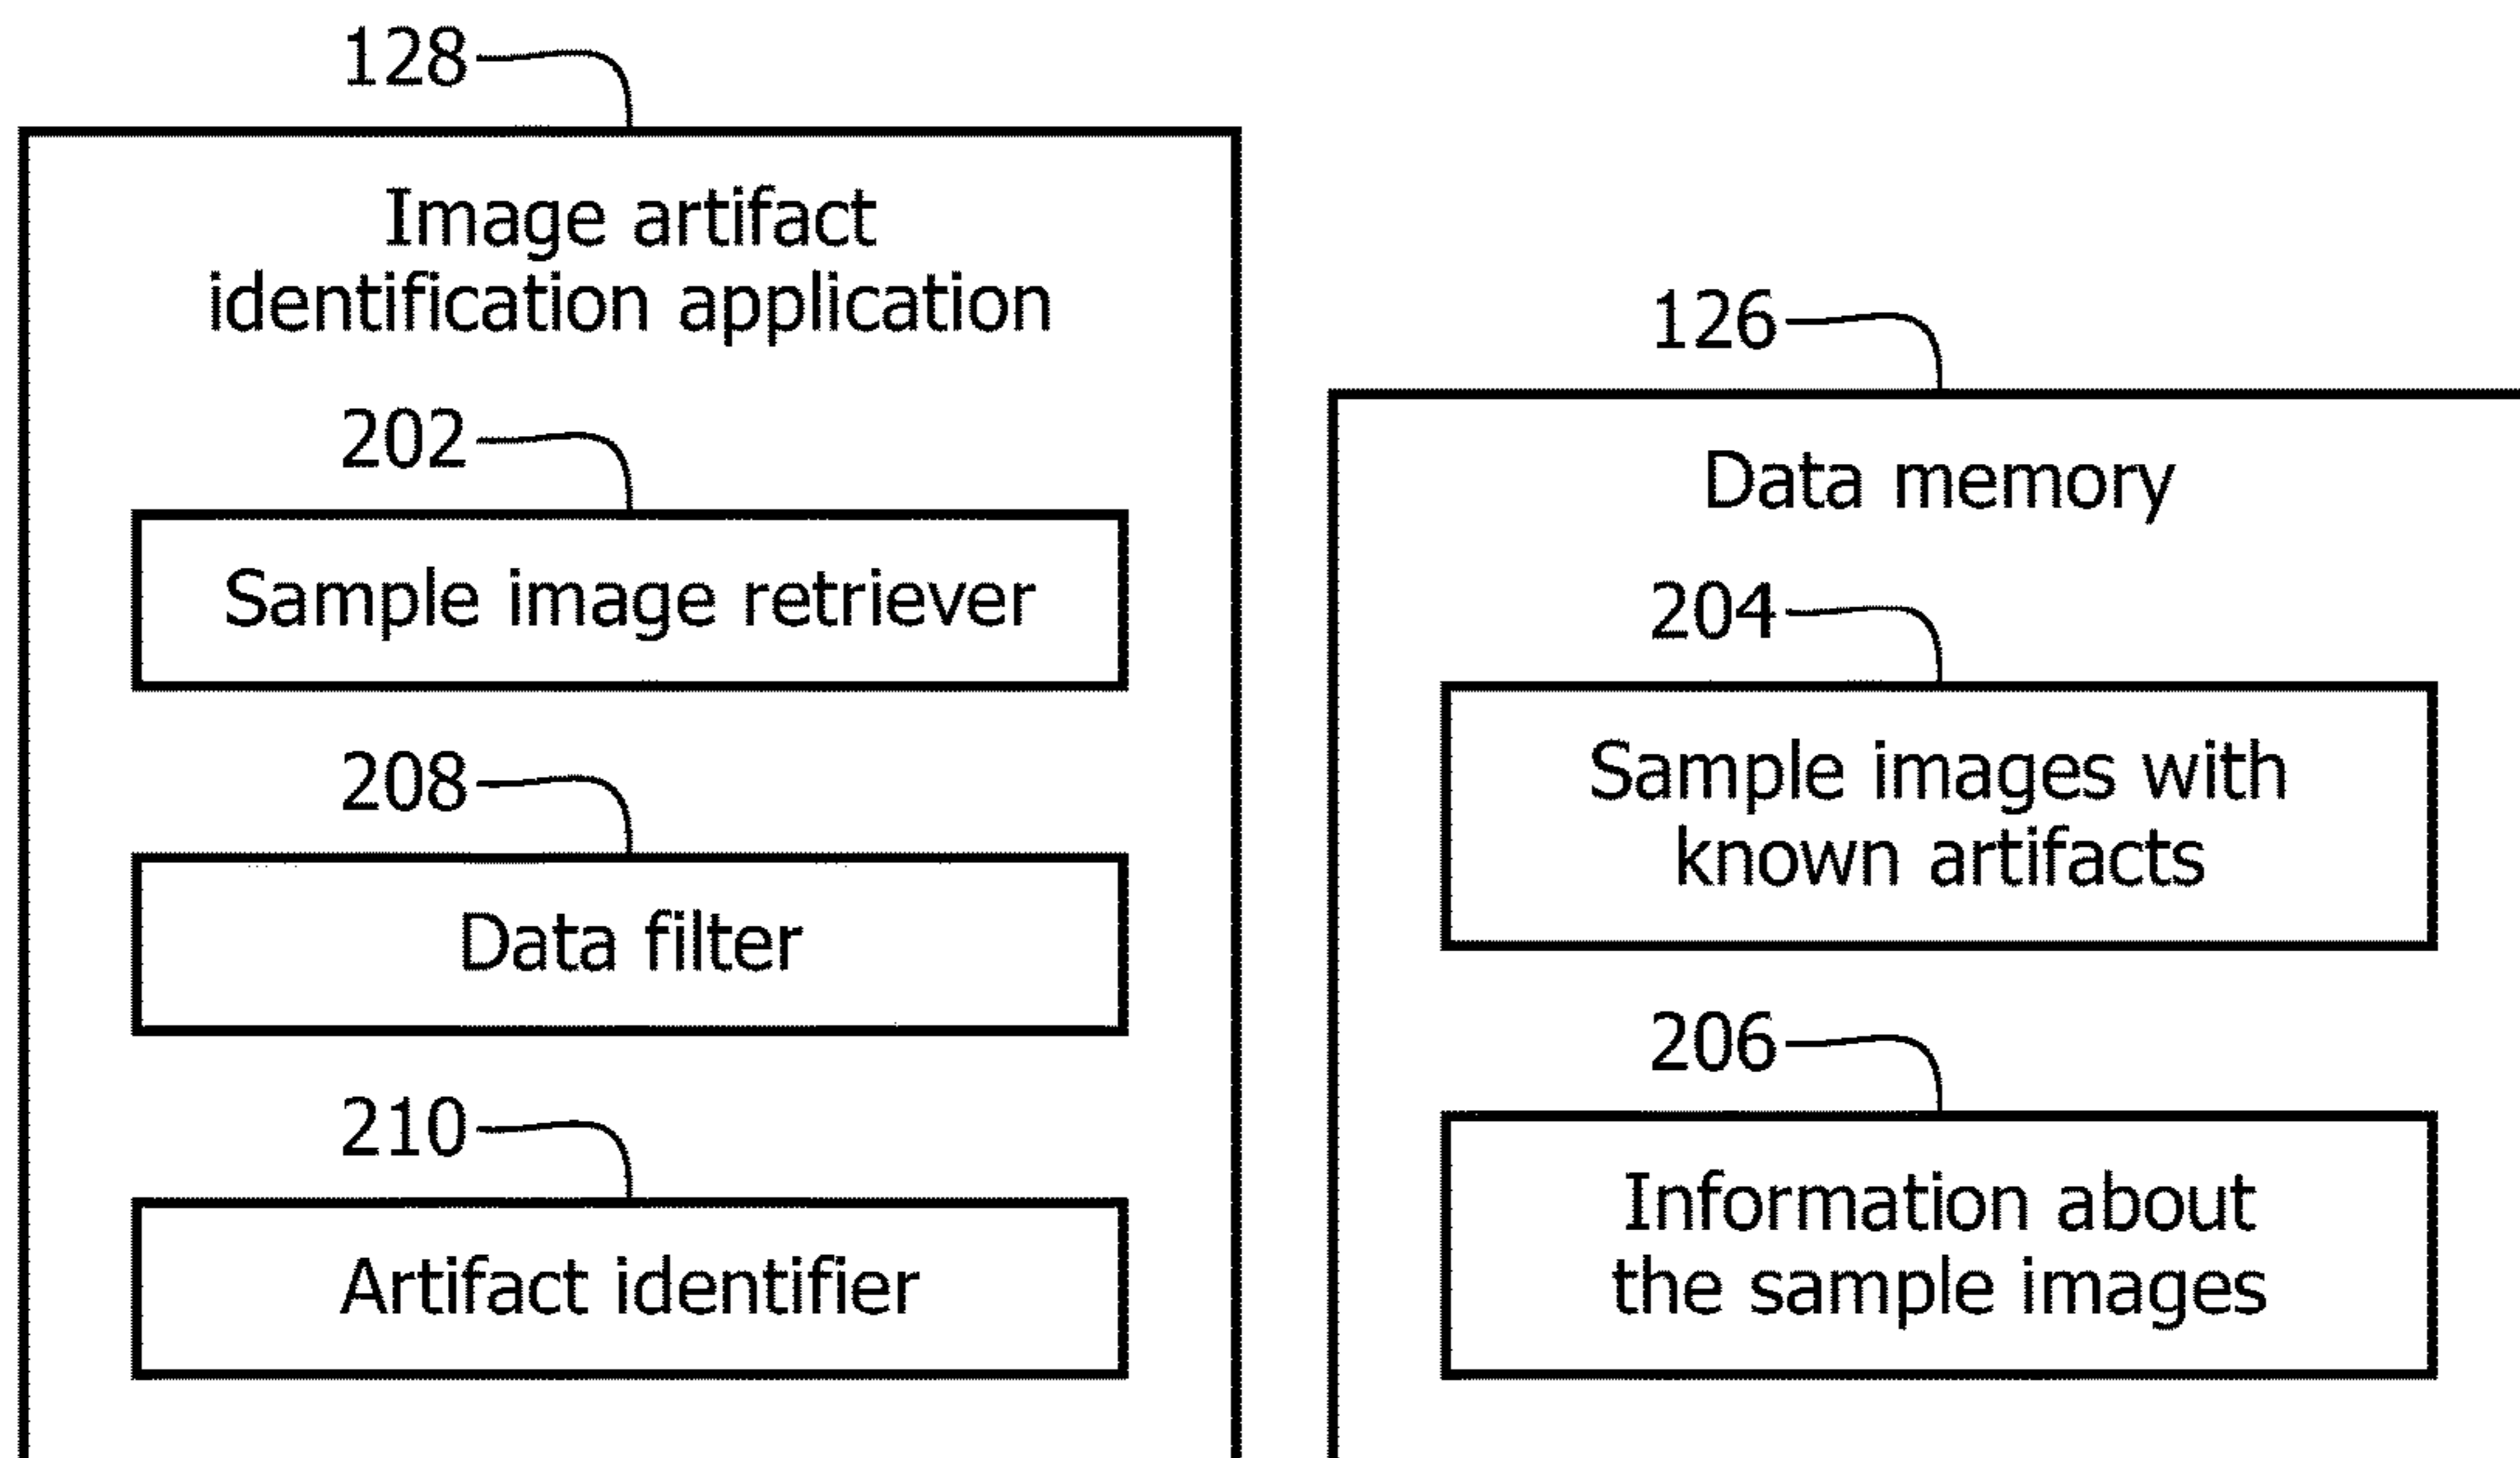 128
Image artifact
identification application
202
Sample image retriever
208
Data filter
210
Artifact identifier
126
Data memory
204
Sample images with
known artifacts
206
Information about
the sample images